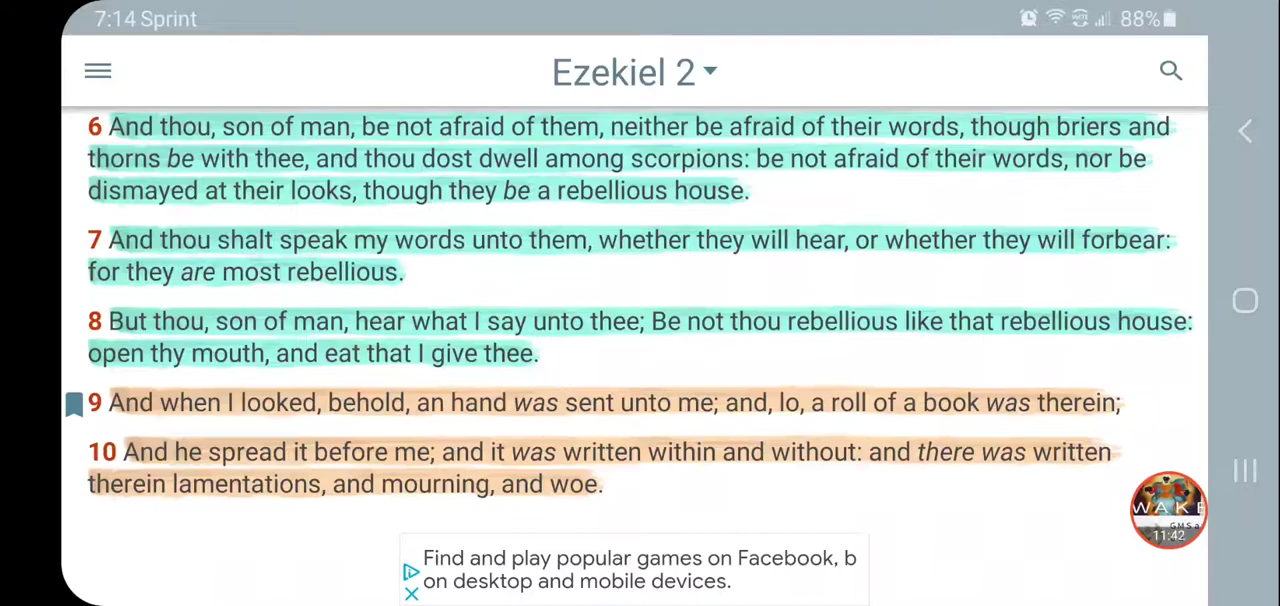 7:14 Sprint
88%
Ezekiel 2
6 And thou, son of man, be not afraid of them, neither be afraid of their words, though briers and
thorns be with thee, and thou dost dwell among scorpions: be not afraid of their words, nor be
dismayed at their looks, though they be a rebellious house.
7 And thou shalt speak my words unto them, whether they will hear, or whether they will forbear:
for they are most rebellious.
8 But thou, son of man, hear what I say unto thee; Be not thou rebellious like that rebellious house:
open thy mouth, and eat that I give thee.
9 And when I looked, behold, an hand was sent unto me; and, lo, a roll of a book was therein;
10 And he spread it before me; and it was written within and without: and there was written
therein lamentations, and mourning, and woe.
WAKE
GMS a
11:42
Find and play popular games on Facebook, b
on desktop and mobile devices.